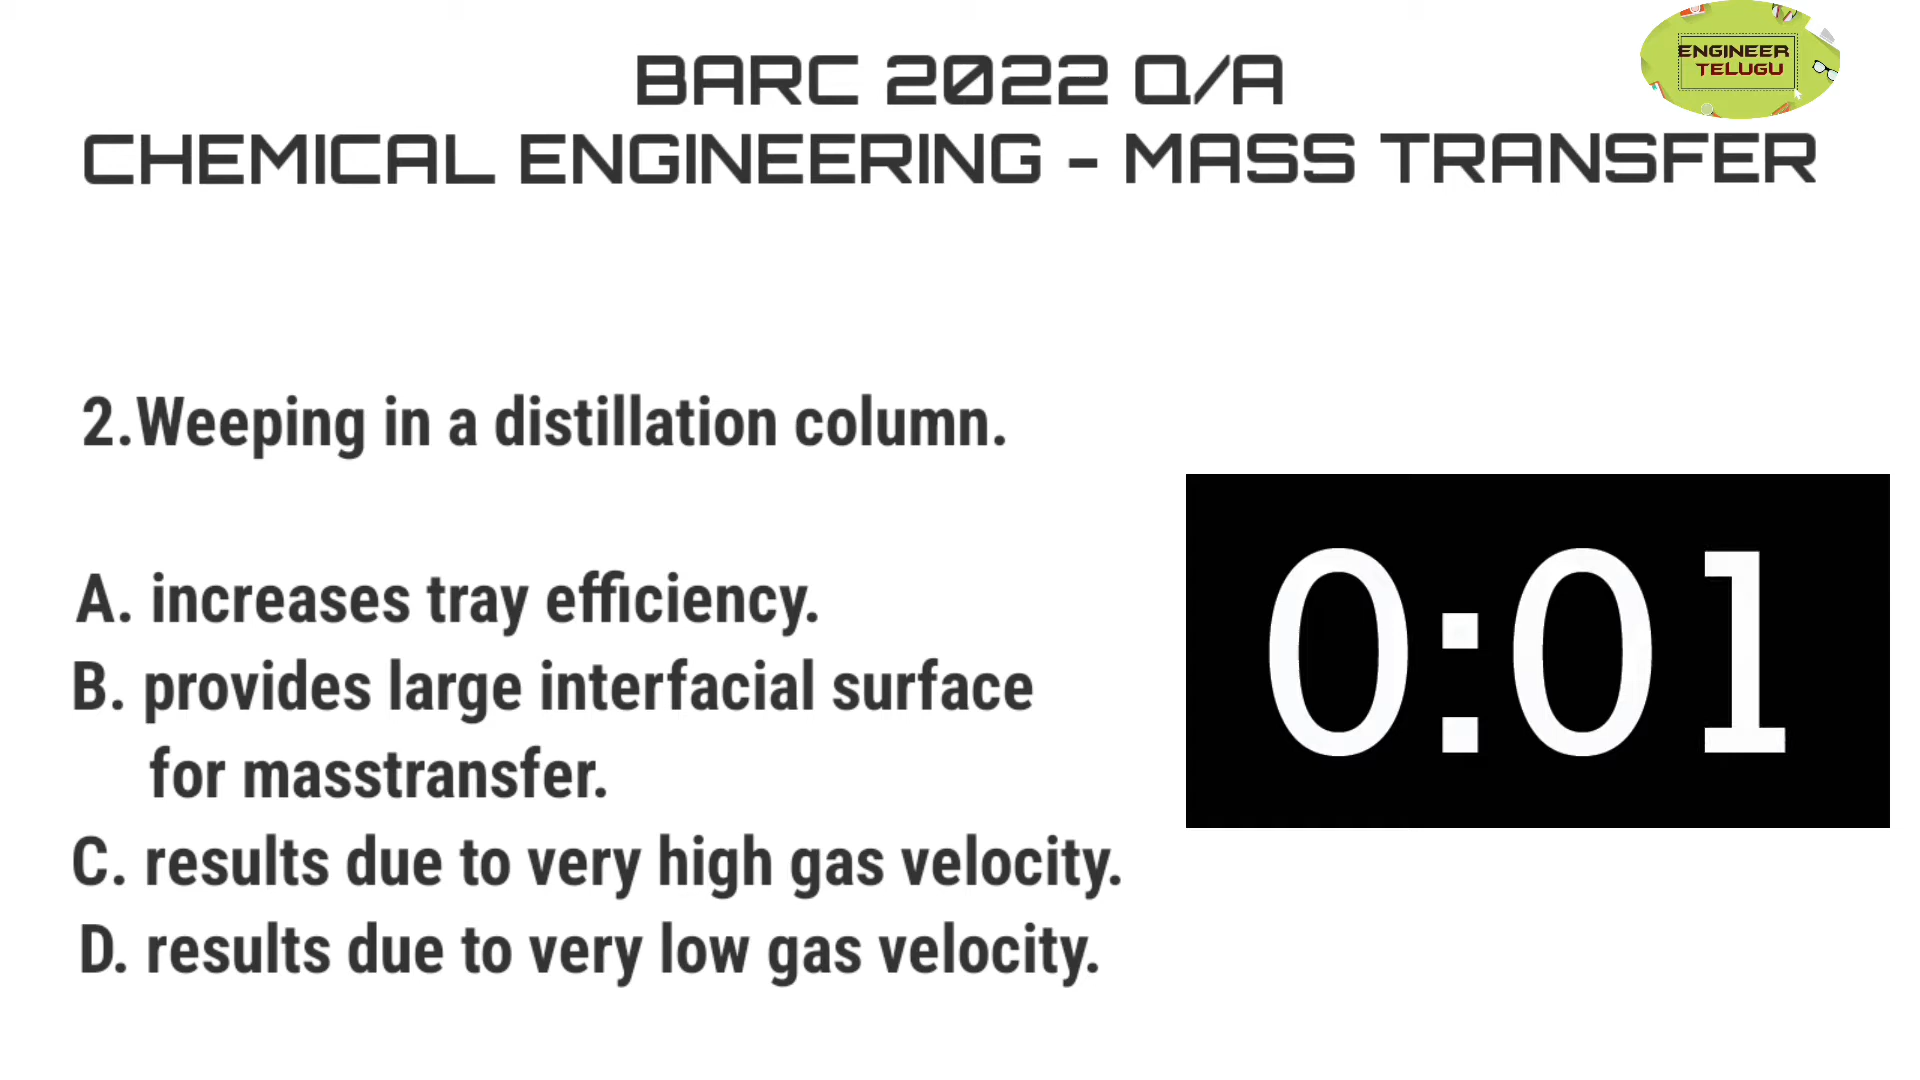 ENGINEER
TELUGU
BARC 2022 Q/A
CHEMICAL ENGINEERING - MASS TRANSFER
2.Weeping in a distillation column.
A. increases tray efficiency.
B. provides large interfacial surface
for masstransfer.
C. results due to very high gas velocity.
D. results due to very low gas velocity.
0:01